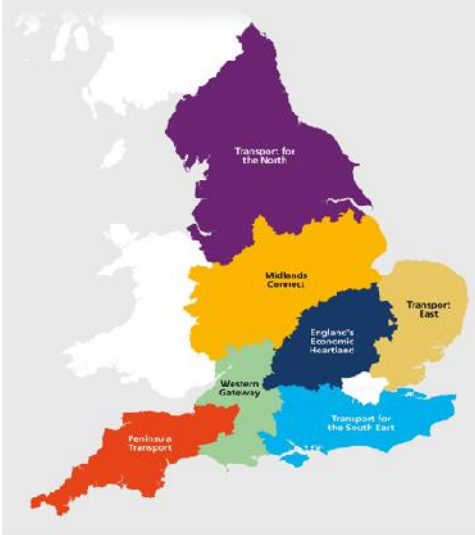 Transport for
the North
Midlands
Connect
Transport
East
England's
Economic
Heartland
Western
Gateway
Transport for
the South East
Peninsula
Transport